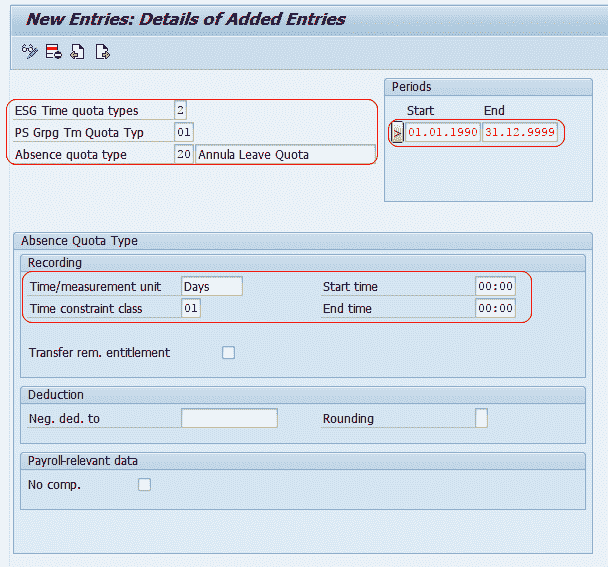 New Entries: Details of Added Entries
Periods
Start End
> 01.01.1990 31.12.9999
ESG Time quota types 2
PS Grpg Tm Quota Typ 01
Absence quota type 20 Annula Leave Quota
Absence Quota Type
Recording
Time/measurement unit Days Start time 00:00
Time constraint class 01 End time 00:00
Transfer rem. entitlement
Deduction
Neg. ded. to Rounding
Payroll-relevant data
No comp.